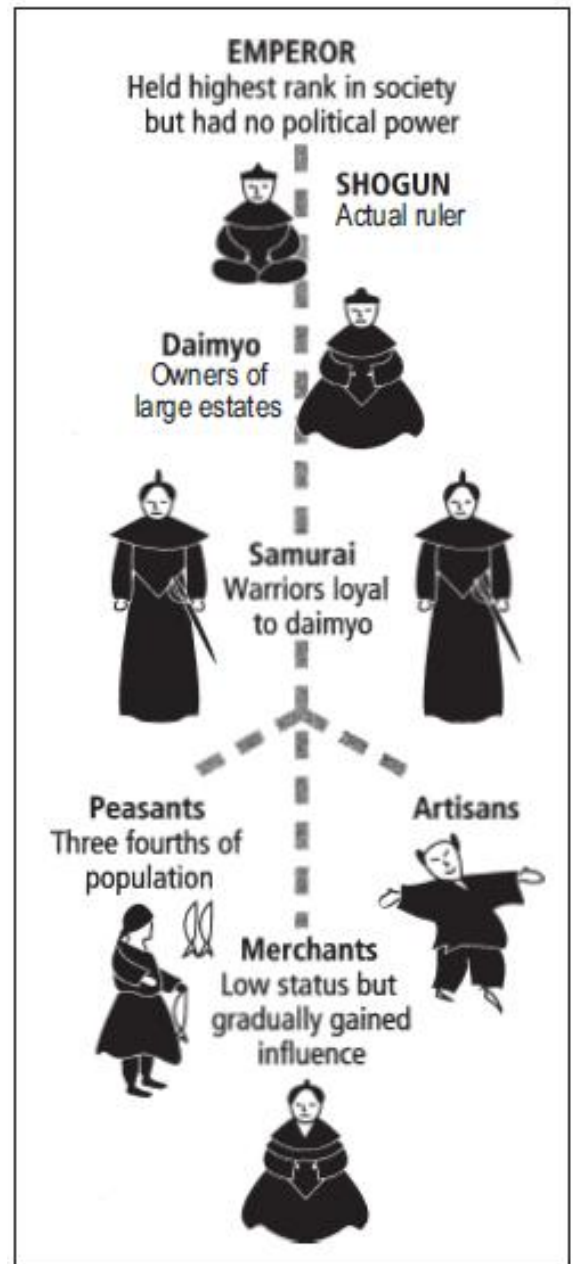 EMPEROR
Held highest rank in society
but had no political power
SHOGUN
Actual ruler
Daimyo
Owners of
large estates
Samurai
Warriors loyal
to daimyo
Peasants
Three fourths of
population
Artisans
Merchants
Low status but
gradually gained
influence